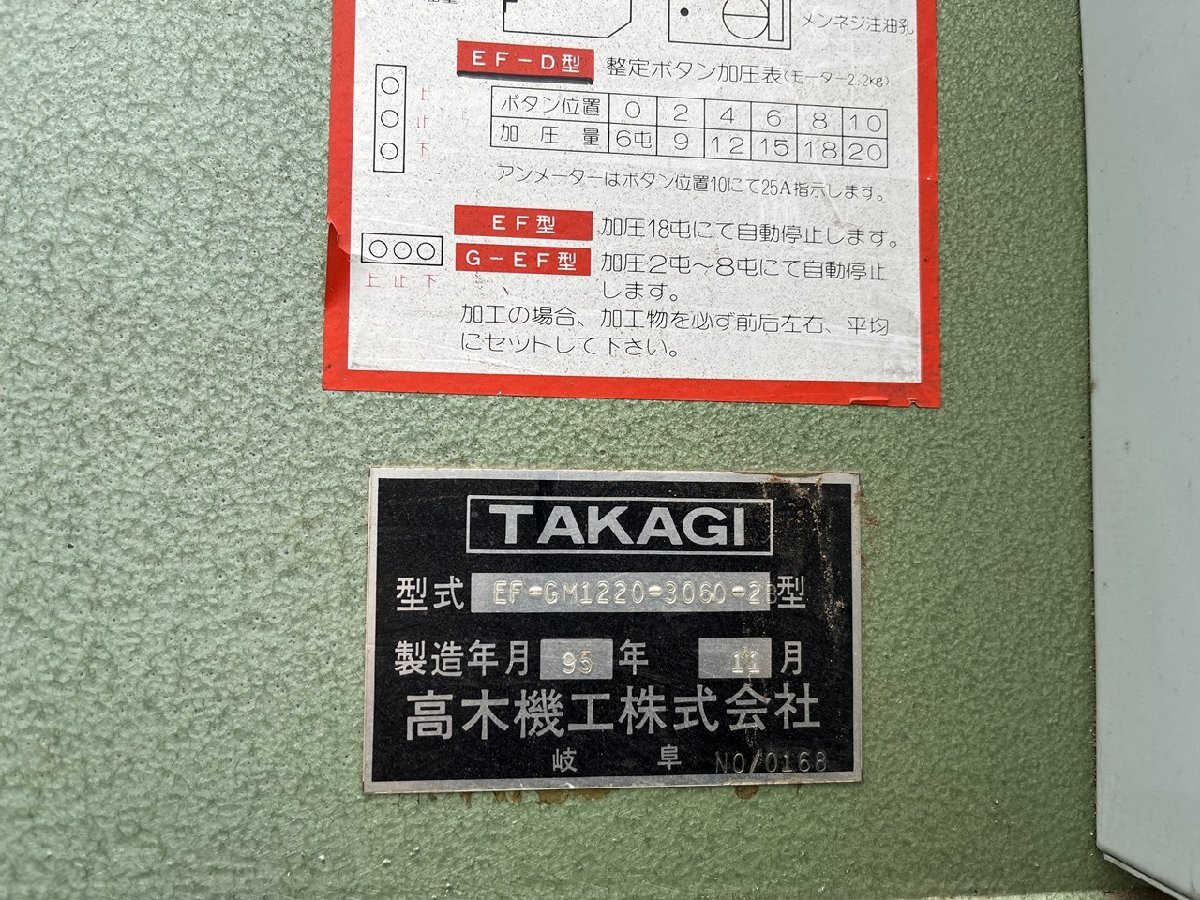 メンネジ注油孔
EF-D型 整定ボタン加圧表(モーター2.2kg)
ボタン位置 0 2 4 6 8 10
加圧量 6屯 9 12 15 18 20
上
止
下
アンメーターはボタン位置10にて25A指示します。
EF型 加圧18屯にて自動停止します。
G-EF型 加圧2屯~8屯にて自動停止
します。
上 止 下
加工の場合、加工物を必ず前后左右、平均
にセットして下さい。
TAKAGI
型式 EF-GM1220-3060-2B型
製造年月 95年 11月
高木機工株式会社
岐阜 NO/0168